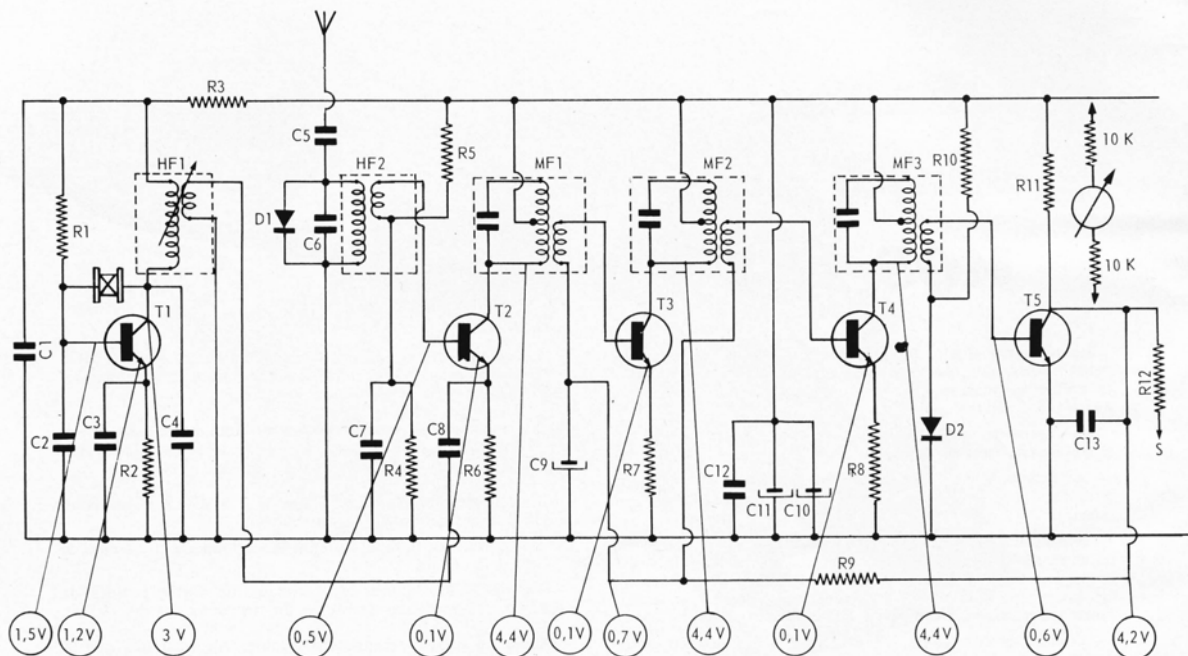 R3
C5
R5
HF1
HF2
MF1
MF2
MF3
R10
10 K
R11
D1
C6
R1
T1
T2
T3
T4
T5
10 K
C1
C2
C3
R2
C4
C7
R4
C8
R6
C9
R7
C12
C11
C10
R8
D2
C13
R12
S
R9
1,5V
1,2V
3 V
0,5V
0,1V
4,4V
0,1V
0,7V
4,4V
0,1V
4,4V
0,6V
4,2V